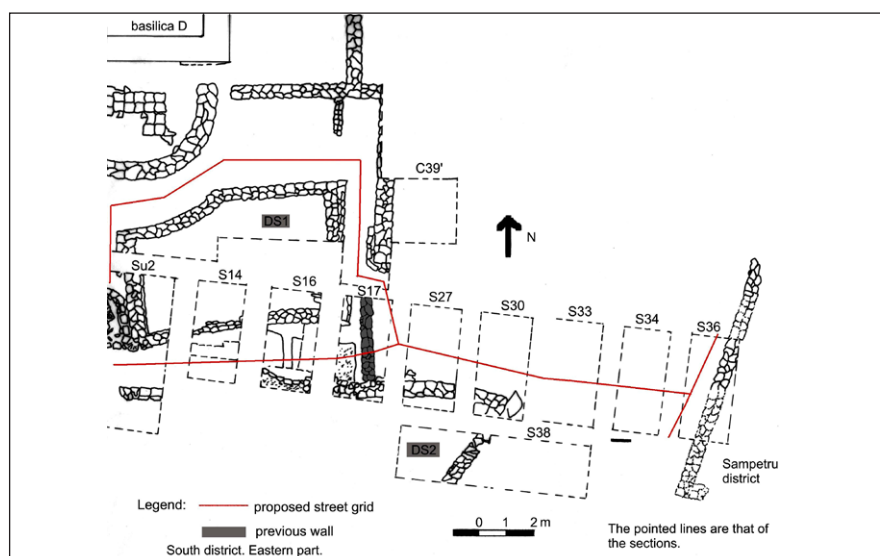 basilica D
C39'
DS1
N
Su2
S14
S16
S17
S27
S30
S33
S34
S36
DS2
S38
Sampetru
district
Legend:
proposed street grid
previous wall
0 1 2 m
The pointed lines are that of
the sections.
South district. Eastern part.